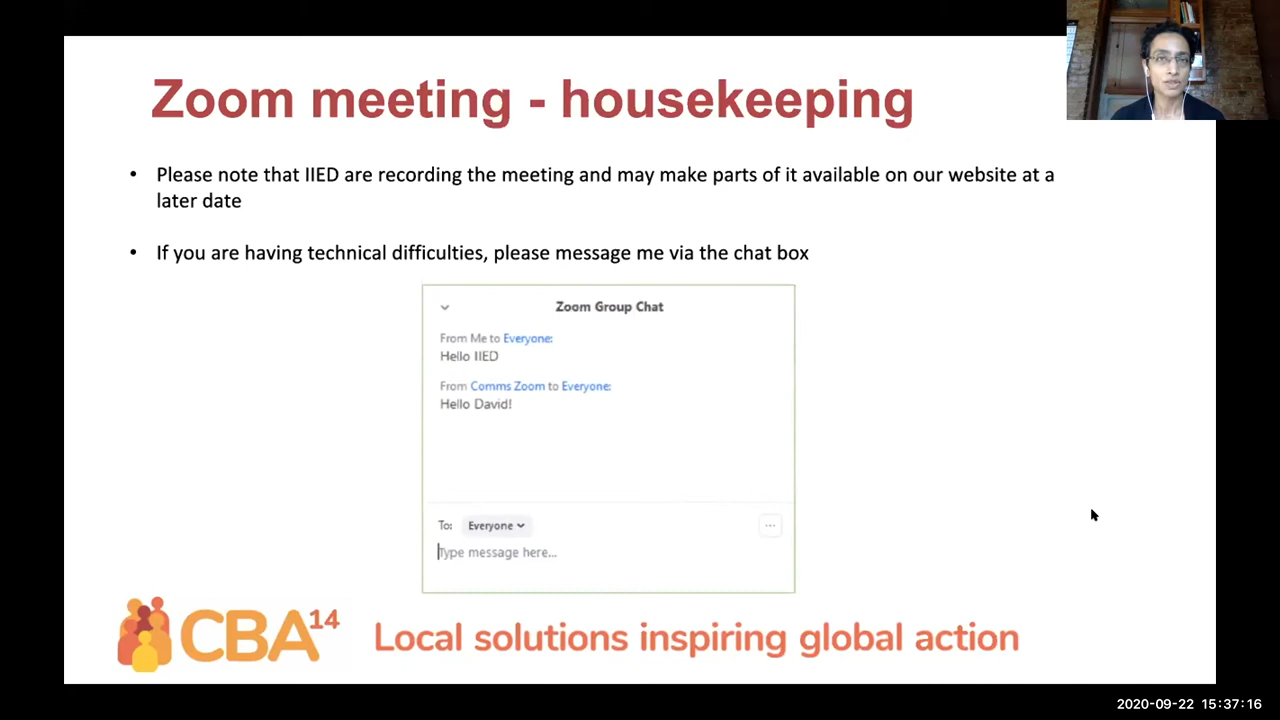 Zoom meeting - housekeeping
• Please note that IIED are recording the meeting and may make parts of it available on our website at a
later date
• If you are having technical difficulties, please message me via the chat box
Zoom Group Chat
From Me to Everyone:
Hello IIED
From Comms Zoom to Everyone:
Hello David!
To: Everyone
Type message here...
CBA14
Local solutions inspiring global action
2020-09-22 15:37:16